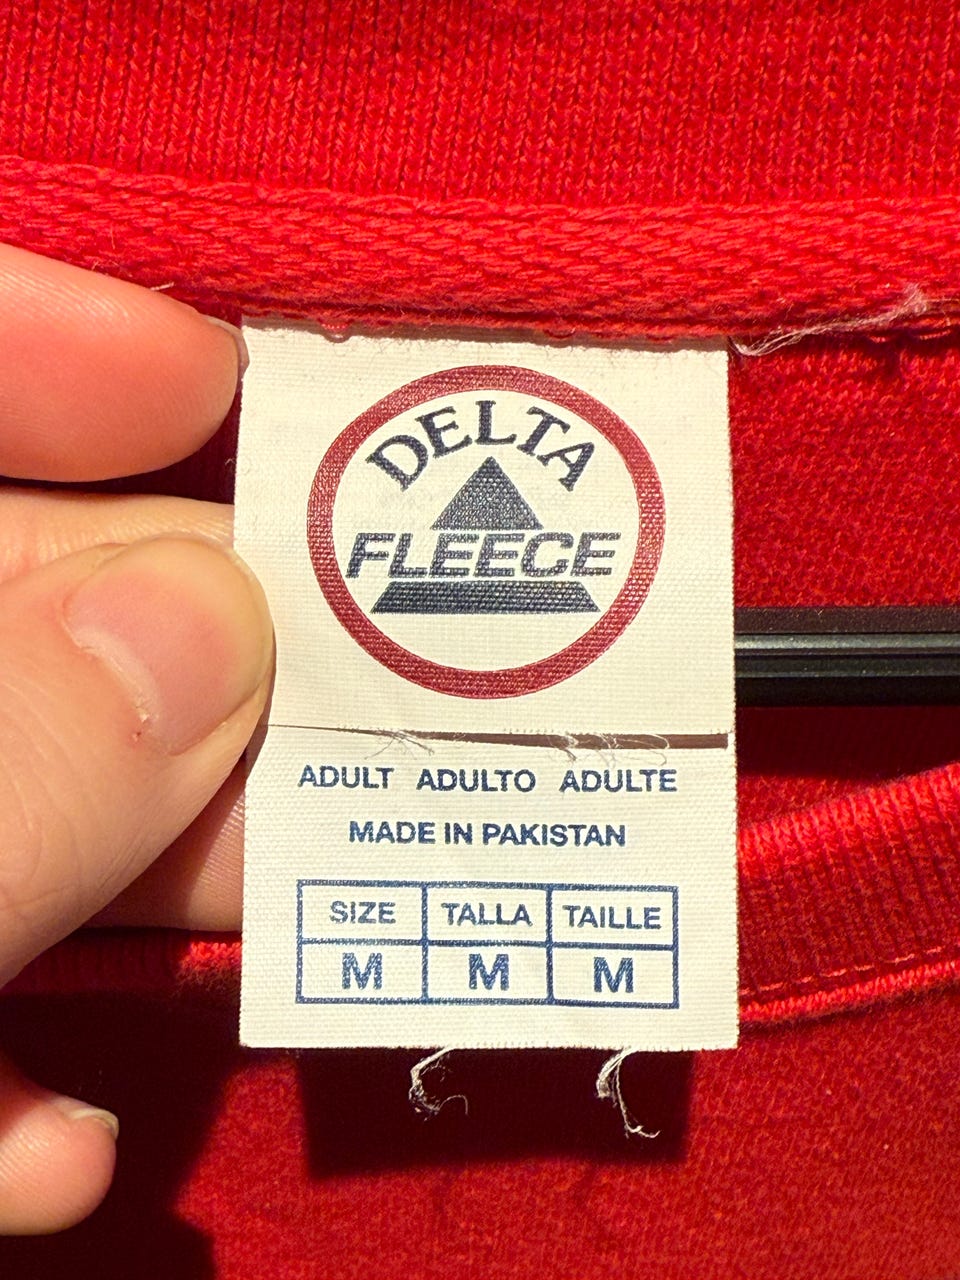 DELTA
FLEECE
ADULT ADULTO ADULTE
MADE IN PAKISTAN
SIZE TALLA TAILLE
M M M